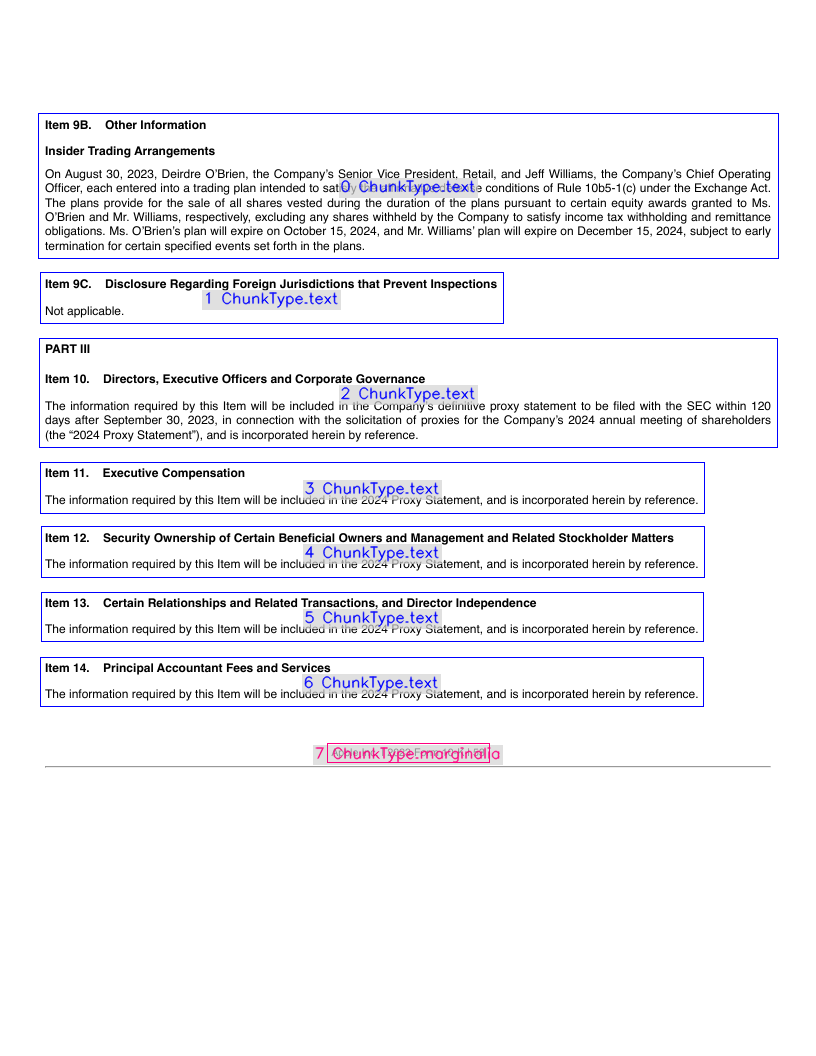 Item 9B. Other Information
Insider Trading Arrangements
On August 30, 2023, Deirdre O’Brien, the Company’s Senior Vice President, Retail, and Jeff Williams, the Company’s Chief Operating
Officer, each entered into a trading plan intended to conditions of Rule 10b5-1(c) under the Exchange Act.
0 ChunkType.text
The plans provide for the sale of all shares vested during the duration of the plans pursuant to certain equity awards granted to Ms.
O’Brien and Mr. Williams, respectively, excluding any shares withheld by the Company to satisfy income tax withholding and remittance
obligations. Ms. O’Brien’s plan will expire on October 15, 2024, and Mr. Williams’ plan will expire on December 15, 2024, subject to early
termination for certain specified events set forth in the plans.
Item 9C. Disclosure Regarding Foreign Jurisdictions that Prevent Inspections
1 ChunkType.text
Not applicable.
PART III
Item 10. Directors, Executive Officers and Corporate Governance
2 ChunkType.text
The information required by this Item will be included in the Company’s definitive proxy statement to be filed with the SEC within 120
days after September 30, 2023, in connection with the solicitation of proxies for the Company’s 2024 annual meeting of shareholders
(the “2024 Proxy Statement”), and is incorporated herein by reference.
Item 11. Executive Compensation
3 ChunkType.text
The information required by this Item will be included in the 2024 Proxy Statement, and is incorporated herein by reference.
Item 12. Security Ownership of Certain Beneficial Owners and Management and Related Stockholder Matters
4 ChunkType.text
The information required by this Item will be included in the 2024 Proxy Statement, and is incorporated herein by reference.
Item 13. Certain Relationships and Related Transactions, and Director Independence
5 ChunkType.text
The information required by this Item will be included in the 2024 Proxy Statement, and is incorporated herein by reference.
Item 14. Principal Accountant Fees and Services
6 ChunkType.text
The information required by this Item will be included in the 2024 Proxy Statement, and is incorporated herein by reference.
7 ChunkType.marginalia